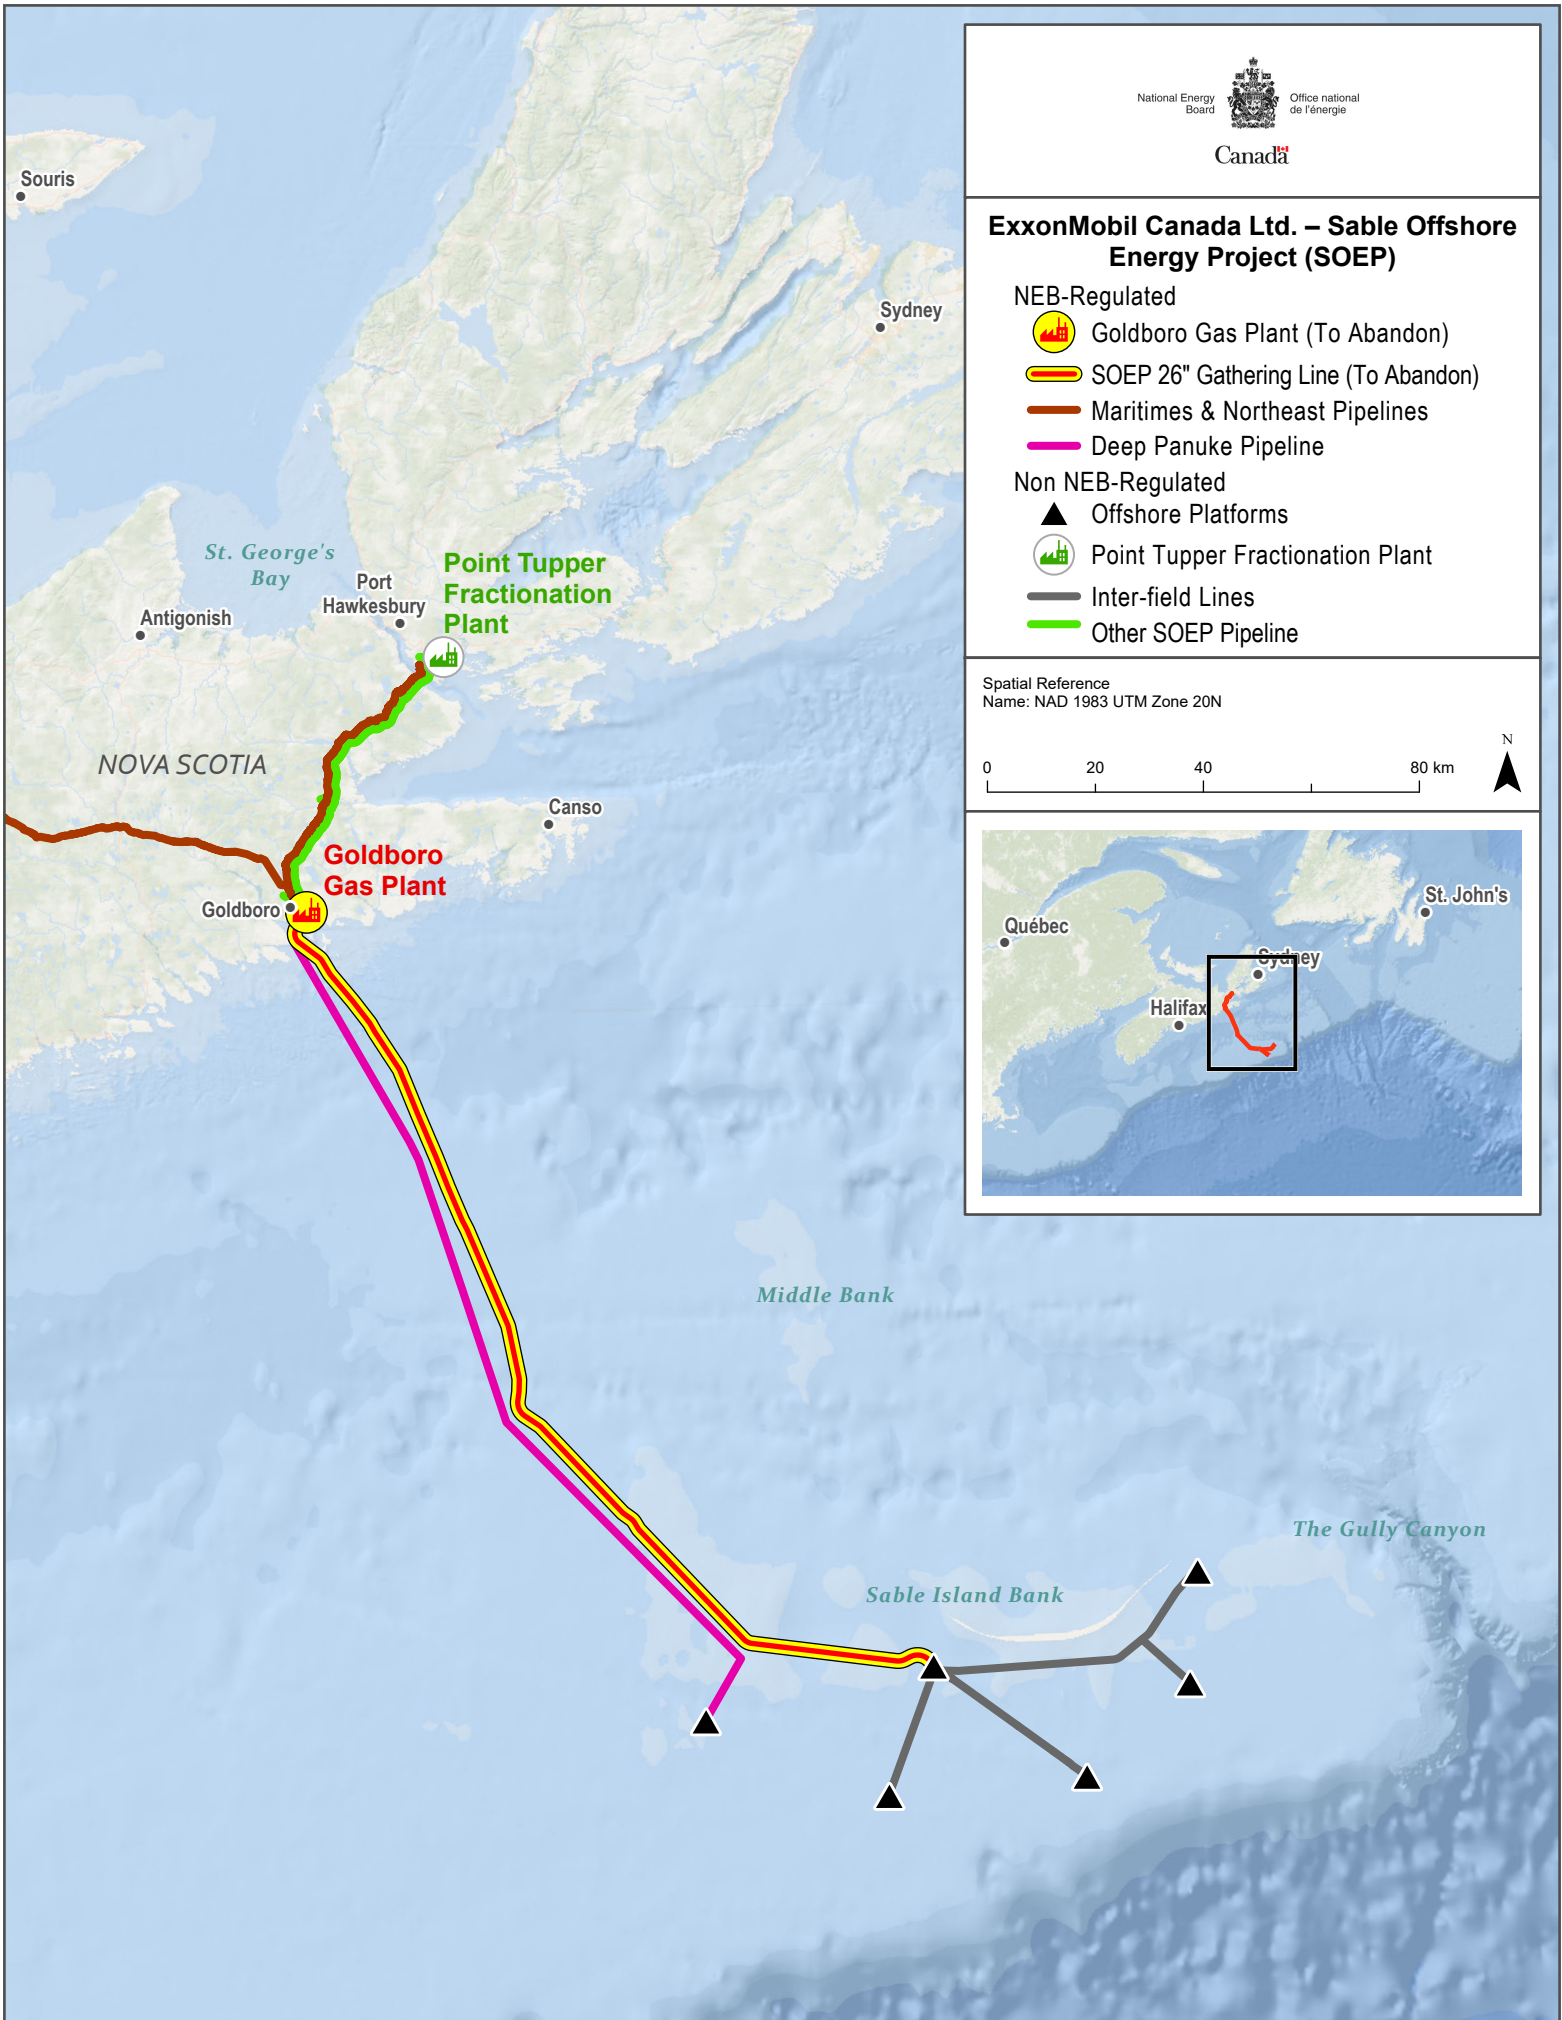 National Energy
Board
Office national
de l'énergie
Canada
ExxonMobil Canada Ltd. – Sable Offshore
Energy Project (SOEP)
NEB-Regulated
Goldboro Gas Plant (To Abandon)
SOEP 26" Gathering Line (To Abandon)
Maritimes & Northeast Pipelines
Deep Panuke Pipeline
Non NEB-Regulated
Offshore Platforms
Point Tupper Fractionation Plant
Inter-field Lines
Other SOEP Pipeline
Spatial Reference
Name: NAD 1983 UTM Zone 20N
N
0 20 40 80 km
Québec
St. John's
Sydney
Halifax
Souris
Sydney
St. George's
Bay
Port
Hawkesbury
Point Tupper
Fractionation
Plant
Antigonish
NOVA SCOTIA
Canso
Goldboro
Gas Plant
Goldboro
Middle Bank
The Gully Canyon
Sable Island Bank